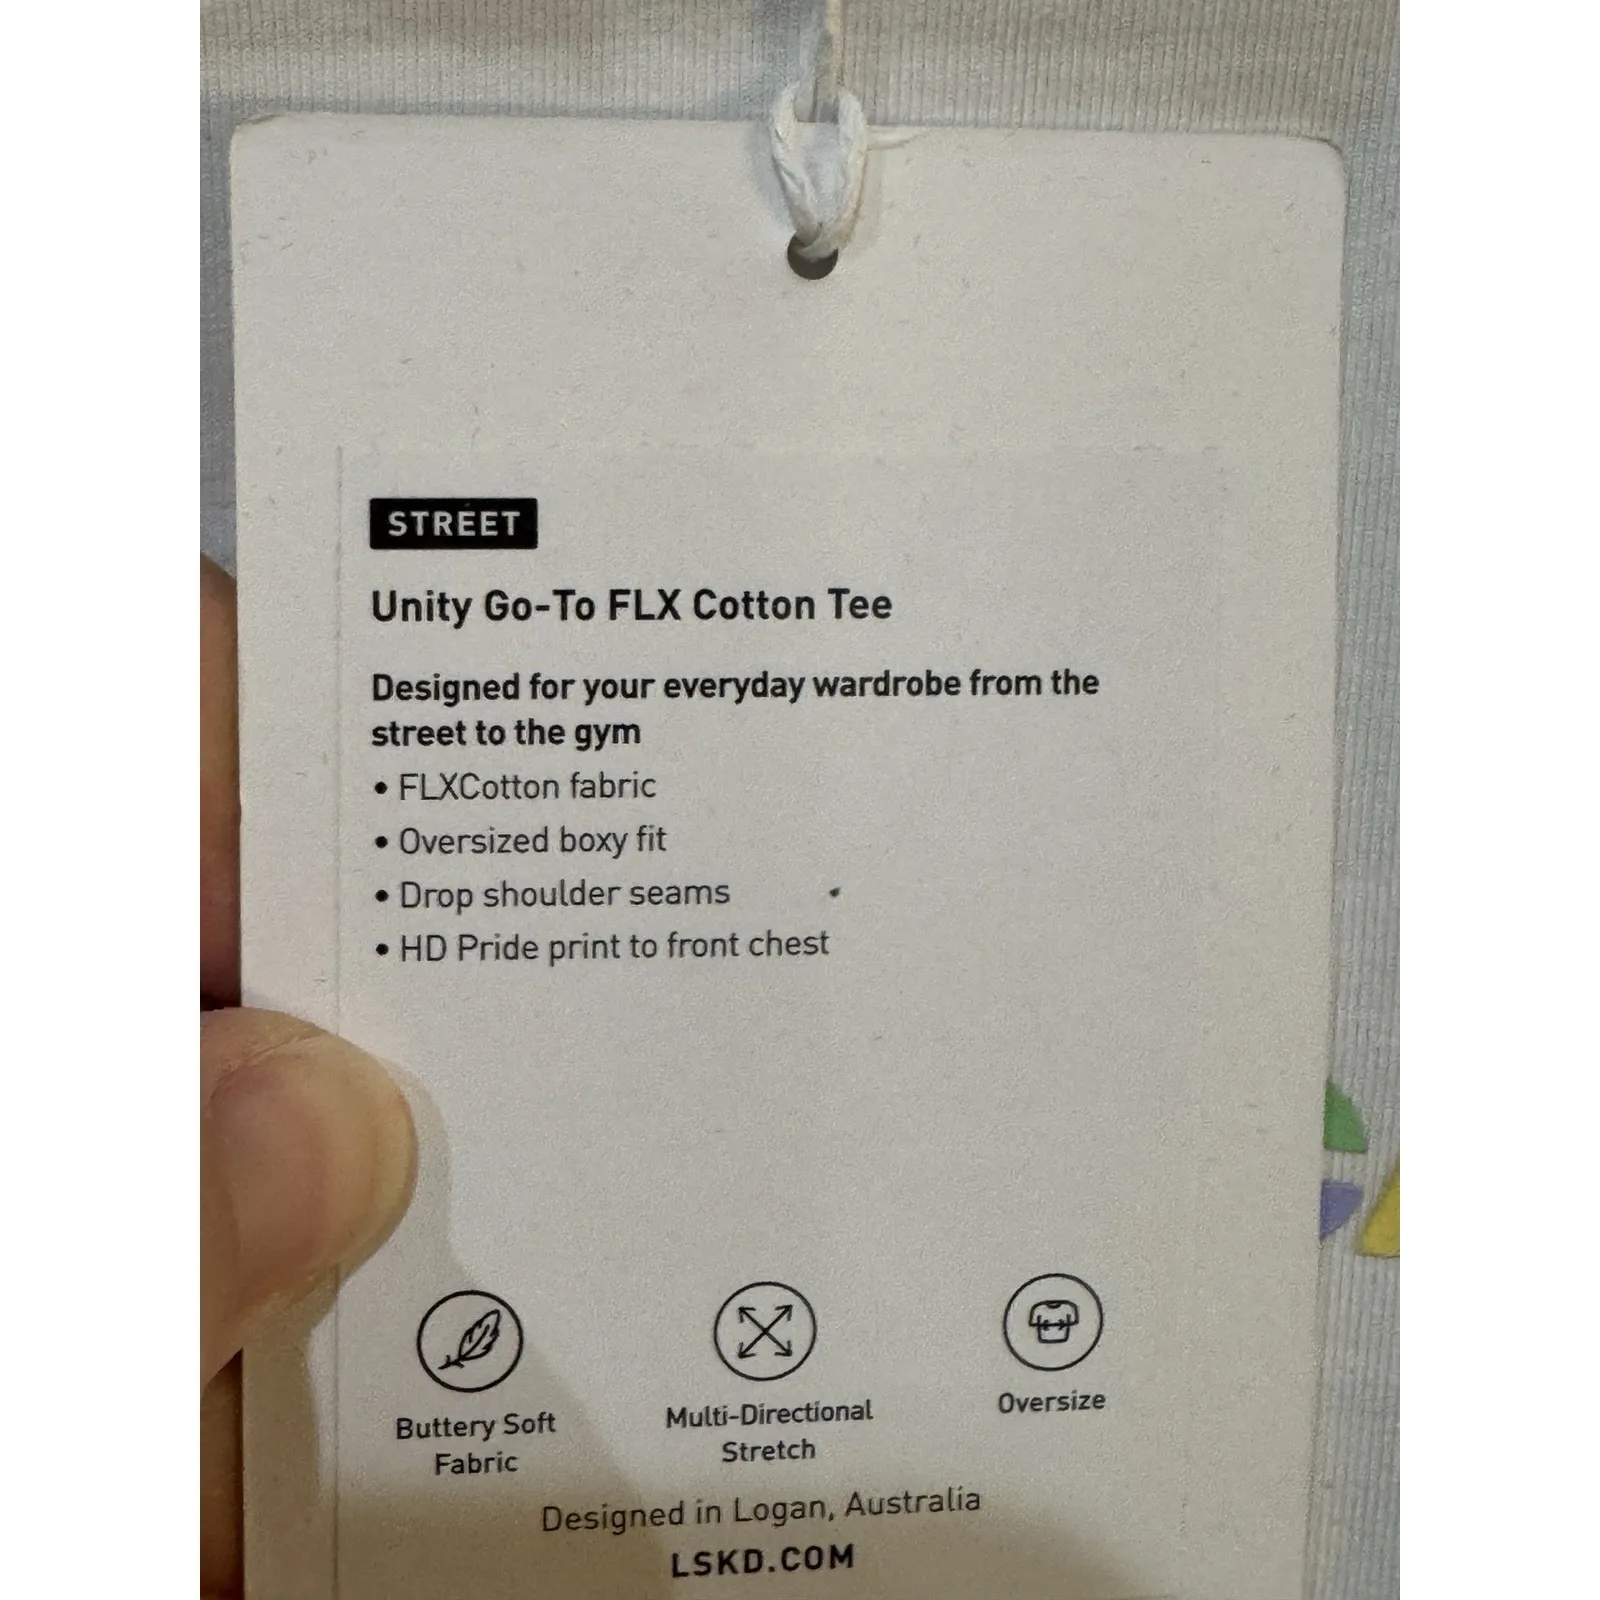 STREET
Unity Go-To FLX Cotton Tee
Designed for your everyday wardrobe from the
street to the gym
• FLXCotton fabric
• Oversized boxy fit
• Drop shoulder seams
• HD Pride print to front chest
Buttery Soft
Fabric
Multi-Directional
Stretch
Oversize
Designed in Logan, Australia
LSKD.COM